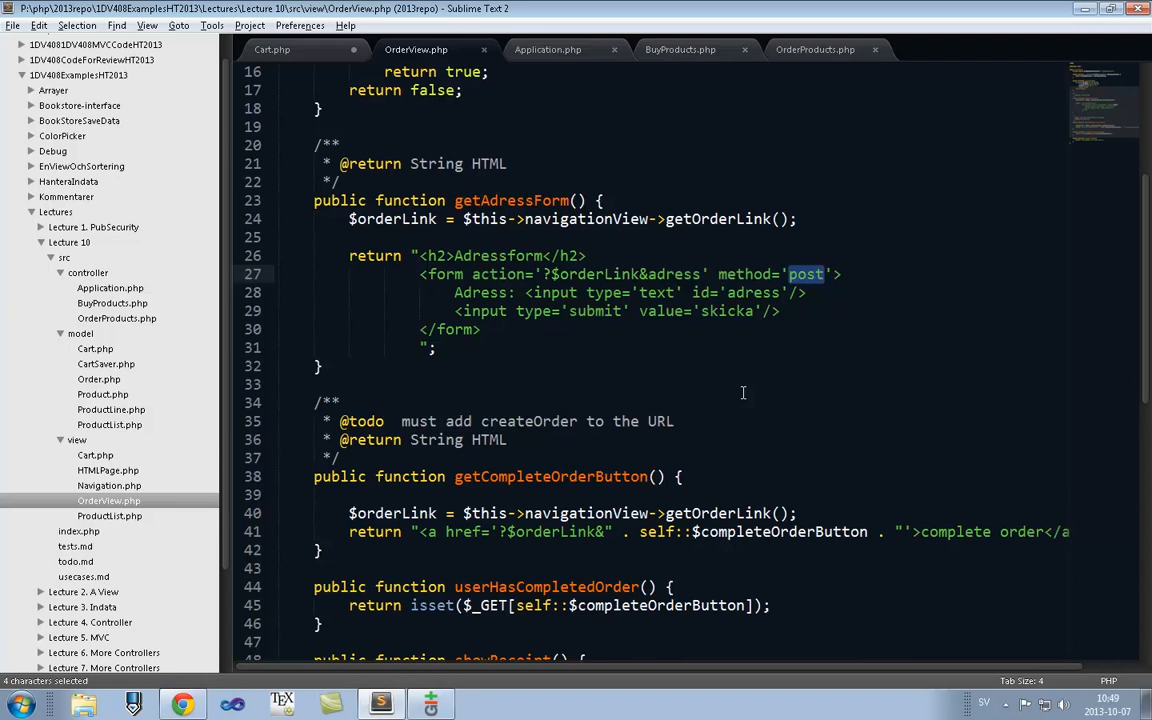 P:\php\2013repo\1DV408ExamplesHT2013\Lectures\Lecture 10\src\view\OrderView.php (2013repo) - Sublime Text 2
File Edit Selection Find View Goto Tools Project Preferences Help
1DV4081DV408MVCCodeHT2013
1DV408CodeForReviewHT2013
1DV408ExamplesHT2013
Arrayer
Bookstore-interface
BookStoreSaveData
ColorPicker
Debug
EnViewOchSortering
HanteraIndata
Kommentarer
Lectures
Lecture 1. PubSecurity
Lecture 10
src
controller
Application.php
BuyProducts.php
OrderProducts.php
model
Cart.php
CartSaver.php
Order.php
Product.php
ProductLine.php
ProductList.php
view
Cart.php
HTMLPage.php
Navigation.php
OrderView.php
ProductList.php
index.php
tests.md
todo.md
usecases.md
Lecture 2. A View
Lecture 3. Indata
Lecture 4. Controller
Lecture 5. MVC
Lecture 6. More Controllers
Lecture 7. More Controllers
Cart.php OrderView.php Application.php BuyProducts.php OrderProducts.php
16 return true;
17 return false;
18 }
19
20 /**
21 * @return String HTML
22 */
23 public function getAdressForm() {
24 $orderLink = $this->navigationView->getOrderLink();
25
26 return "<h2>Adressform</h2>
27 <form action='?$orderLink&adress' method='post'>
28 Adress: <input type='text' id='adress'/>
29 <input type='submit' value='skicka'/>
30 </form>
31 ";
32 }
33
34 /**
35 * @todo must add createOrder to the URL
36 * @return String HTML
37 */
38 public function getCompleteOrderButton() {
39
40 $orderLink = $this->navigationView->getOrderLink();
41 return "<a href='?$orderLink&" . self::$completeOrderButton . "'>complete order</a
42 }
43
44 public function userHasCompletedOrder() {
45 return isset($_GET[self::$completeOrderButton]);
46 }
47
48 public function showReceipt() {
4 characters selected Tab Size: 4 PHP
SV 10:49
2013-10-07